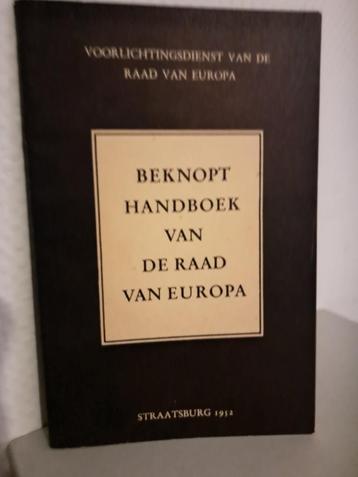 VOORLICHTINGSDIENST VAN DE
RAAD VAN EUROPA
BEKNOPT
HANDBOEK
VAN
DE RAAD
VAN EUROPA
STRAATSBURG 1952